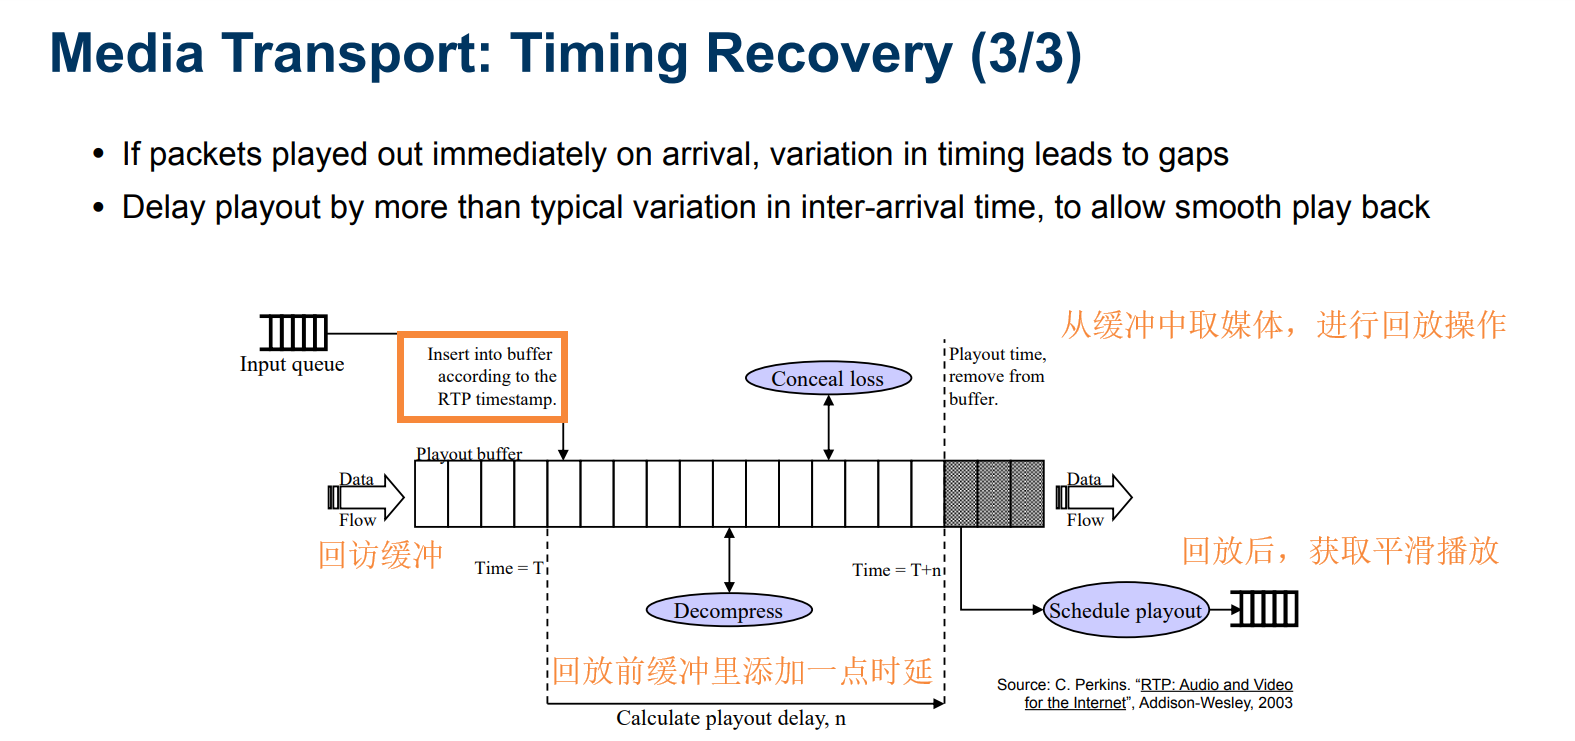 Media Transport: Timing Recovery (3/3)
• If packets played out immediately on arrival, variation in timing leads to gaps
• Delay playout by more than typical variation in inter-arrival time, to allow smooth play back
从缓冲中取媒体，进行回放操作
Input queue
Insert into buffer
according to the
RTP timestamp.
Conceal loss
Playout time,
remove from
buffer.
Playout buffer
Data
Flow
Data
Flow
回访缓冲
回放后，获取平滑播放
Time = T
Time = T+n
Decompress
Schedule playout
回放前缓冲里添加一点时延
Calculate playout delay, n
Source: C. Perkins. “RTP: Audio and Video
for the Internet”, Addison-Wesley, 2003